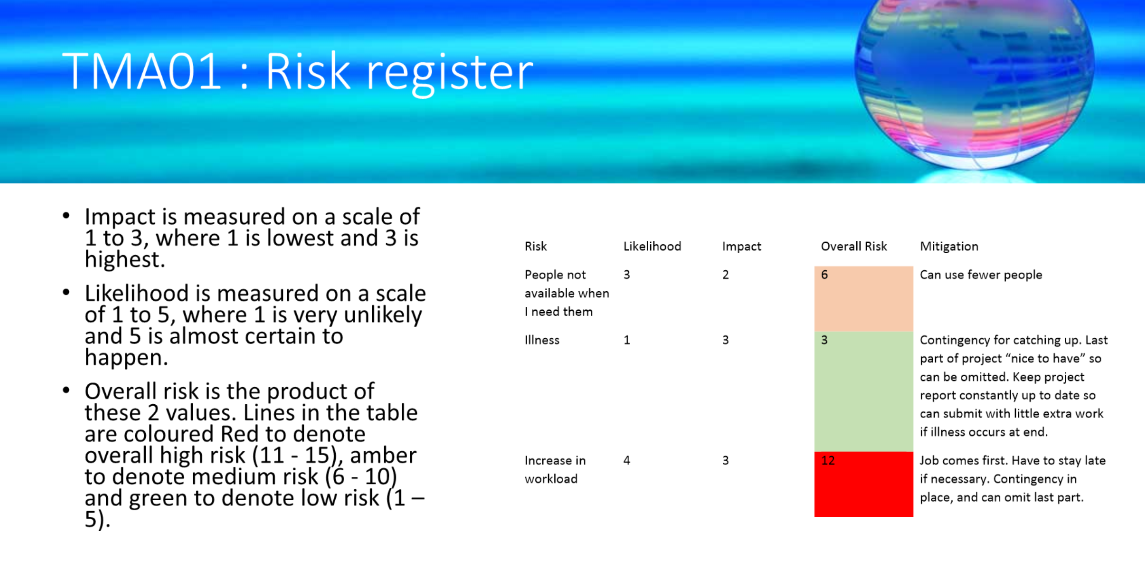 TMA01 : Risk register
• Impact is measured on a scale of
1 to 3, where 1 is lowest and 3 is
highest.
• Likelihood is measured on a scale
of 1 to 5, where 1 is very unlikely
and 5 is almost certain to
happen.
• Overall risk is the product of
these 2 values. Lines in the table
are coloured Red to denote
overall high risk (11 - 15), amber
to denote medium risk (6 - 10)
and green to denote low risk (1 –
5).
Risk Likelihood Impact Overall Risk Mitigation
People not 3 2 6 Can use fewer people
available when
I need them
Illness 1 3 3 Contingency for catching up. Last
part of project “nice to have” so
can be omitted. Keep project
report constantly up to date so
can submit with little extra work
if illness occurs at end.
Increase in 4 3 12 Job comes first. Have to stay late
workload if necessary. Contingency in
place, and can omit last part.